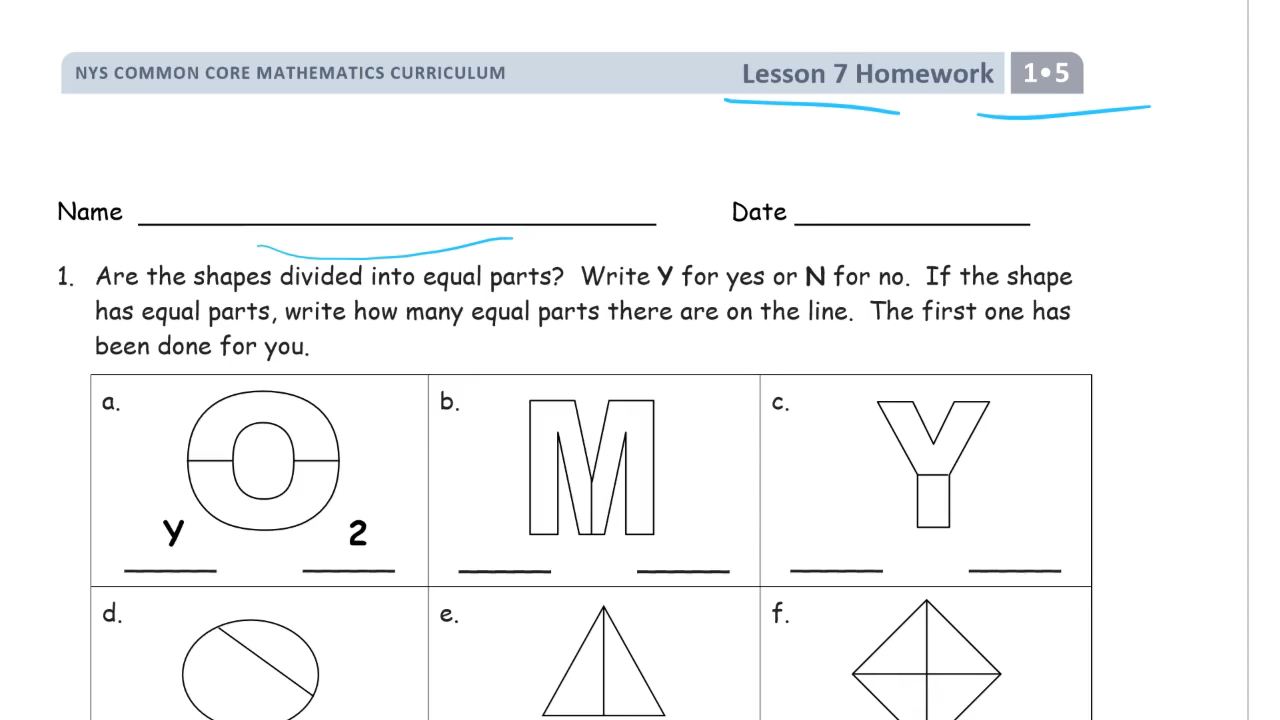 NYS COMMON CORE MATHEMATICS CURRICULUM Lesson 7 Homework 1•5
Name Date
1. Are the shapes divided into equal parts? Write Y for yes or N for no. If the shape
has equal parts, write how many equal parts there are on the line. The first one has
been done for you.
a. O b. M c. Y
Y 2
d. e. f.